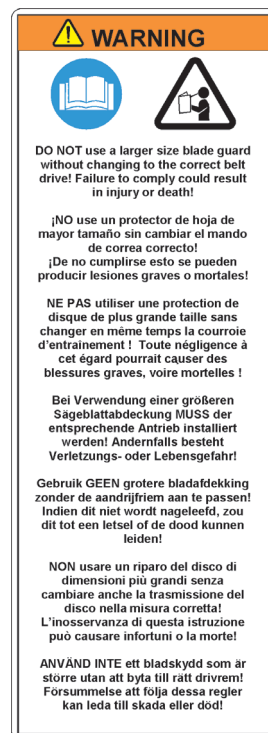 WARNING
DO NOT use a larger size blade guard
without changing to the correct belt
drive! Failure to comply could result
in injury or death!
¡NO use un protector de hoja de
mayor tamaño sin cambiar el mando
de correa correcto!
¡De no cumplirse esto se pueden
producir lesiones graves o mortales!
NE PAS utiliser une protection de
disque de plus grande taille sans
changer en même temps la courroie
d'entrainement ! Toute négligence à
cet égard pourrait causer des
blessures graves, voire mortelles !
Bei Verwendung einer größeren
Sägeblattabdeckung MUSS der
entsprechende Antrieb installiert
werden! Andernfalls besteht
Verletzungs- oder Lebensgefahr!
Gebruik GEEN grotere bladafdekking
zonder de aandrijfriem aan te passen!
Indien dit niet wordt nageleefd, zou
dit tot een letsel of de dood kunnen
leiden!
NON usare un riparo del disco di
dimensioni più grandi senza
cambiare anche la trasmissione del
disco nella misura corretta!
L'inosservanza di questa istruzione
può causare infortuni o la morte!
ANVÄND INTE ett bladskydd som är
större utan att byta till rätt drivrem!
Försummelse att följa dessa regler
kan leda till skada eller död!